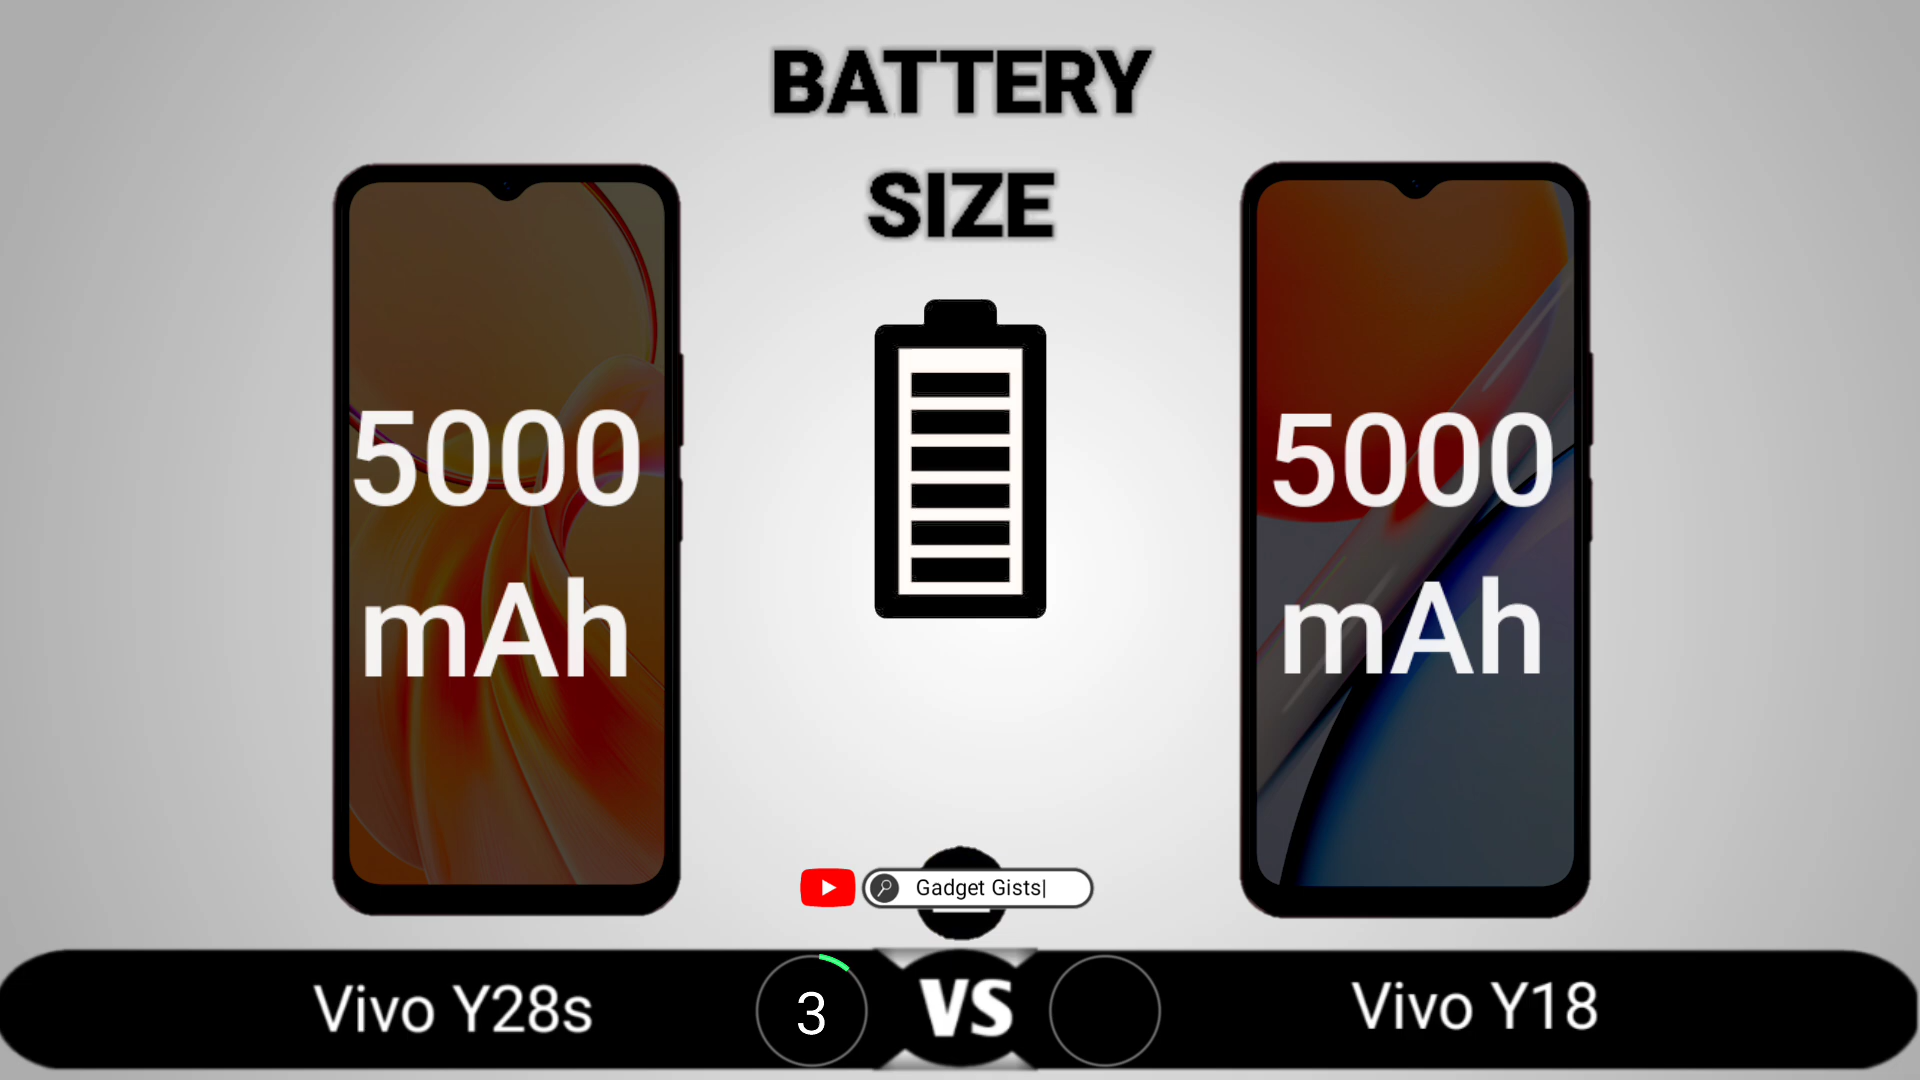 BATTERY
SIZE
5000
mAh
5000
mAh
Gadget Gists|
Vivo Y28s
3
VS
Vivo Y18